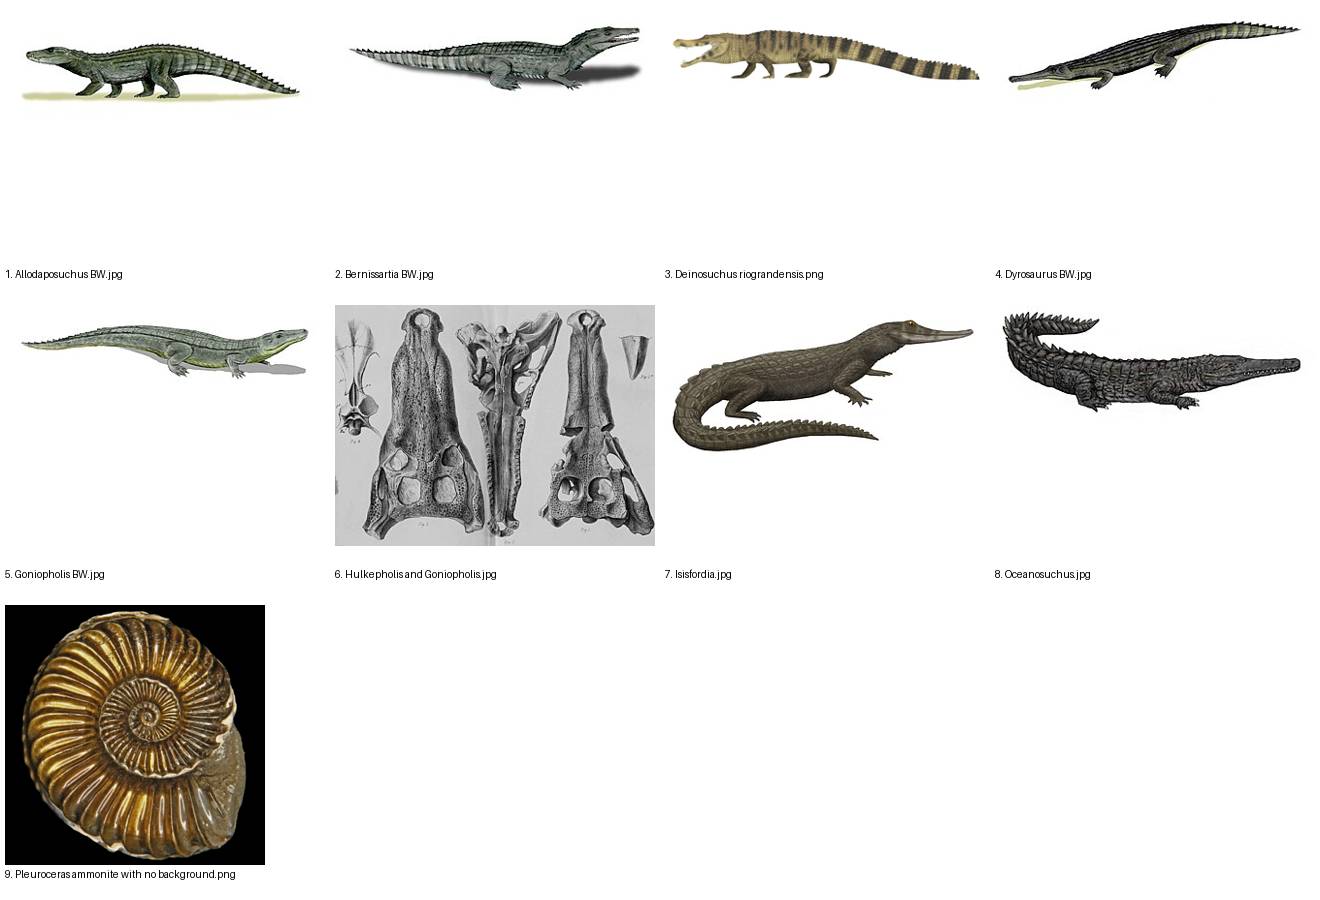 1. Allodaposuchus BW.jpg
2. Bernissartia BW.jpg
3. Deinosuchus riograndensis.png
4. Dyrosaurus BW.jpg
5. Goniopholis BW.jpg
6. Hulkepholis and Goniopholis.jpg
7. Isisfordia.jpg
8. Oceanosuchus.jpg
9. Pleuroceras ammonite with no background.png